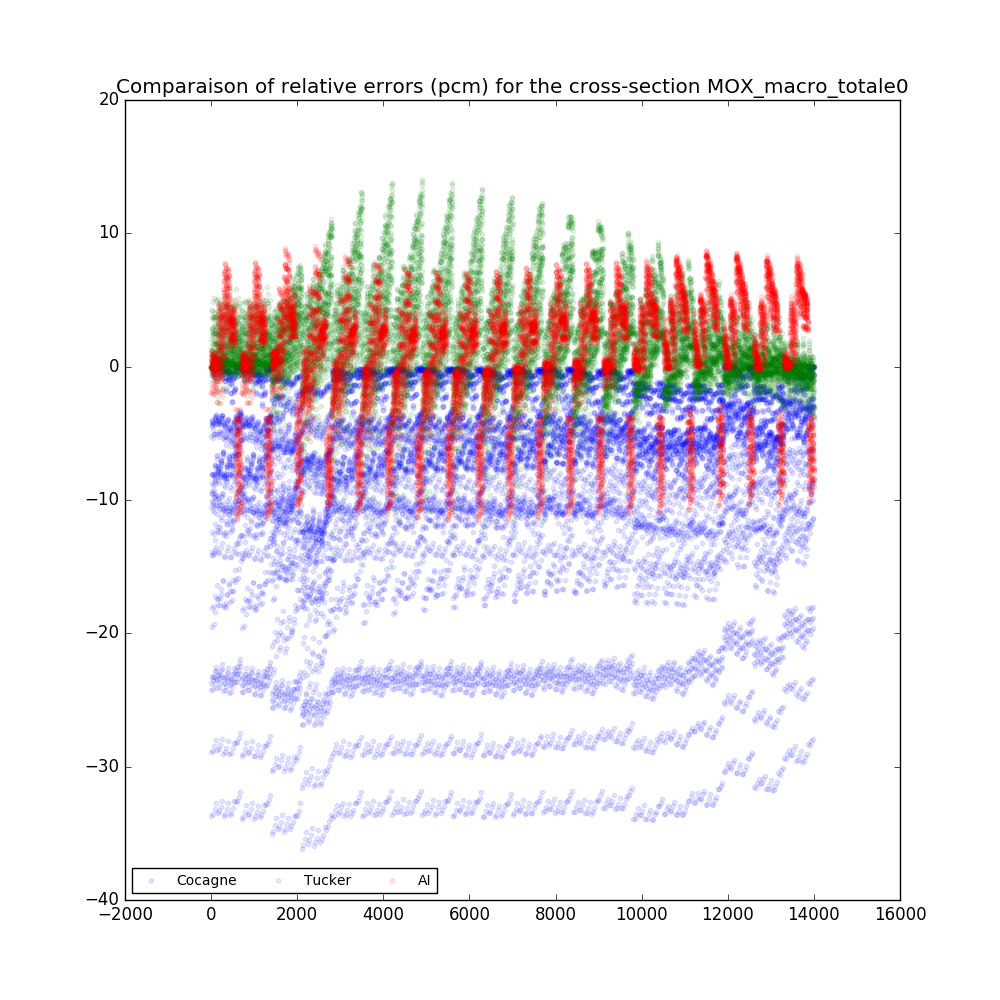 Comparaison of relative errors (pcm) for the cross-section MOX_macro_totale0
20
10
0
−10
−20
−30
−40
Cocagne Tucker AI
−2000 0 2000 4000 6000 8000 10000 12000 14000 16000